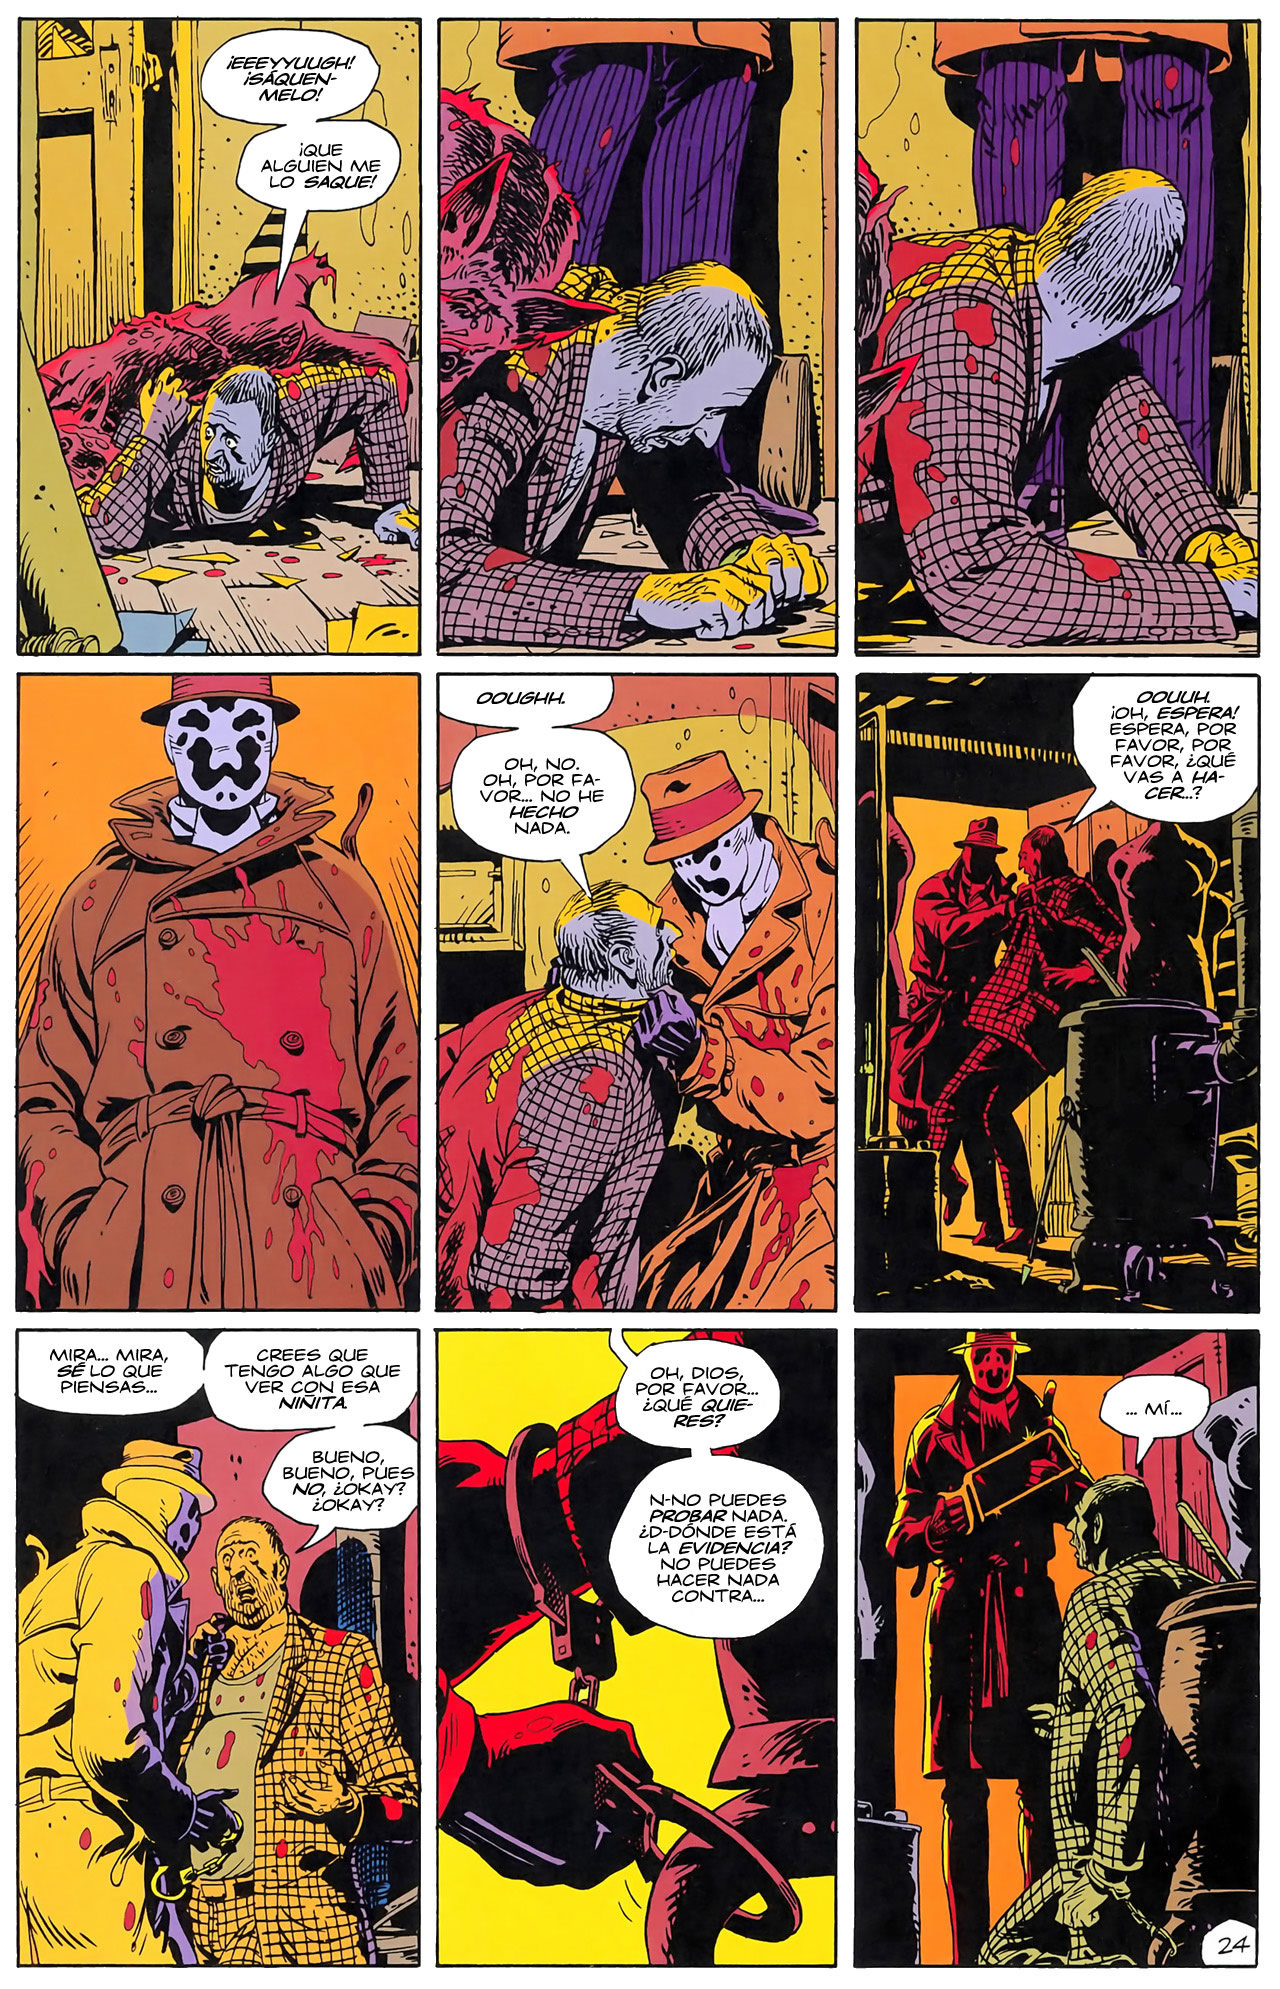 ¡EEEYYUUGH!
¡SÁQUEN-
MELO!
¡QUE
ALGUIEN ME
LO SAQUE!
OOUGHH.
OH, NO.
OH, POR FA-
VOR... NO HE
HECHO
NADA.
OOUUH.
¡OH, ESPERA!
ESPERA, POR
FAVOR, POR
FAVOR, ¿QUÉ
VAS A HA-
CER..?
MIRA... MIRA,
SÉ LO QUE
PIENSAS...
CREES QUE
TENGO ALGO QUE
VER CON ESA
NIÑITA.
BUENO,
BUENO, PUES
NO, ¿OKAY?
¿OKAY?
OH, DIOS,
POR FAVOR...
¿QUÉ QUIE-
RES?
N-NO PUEDES
PROBAR NADA.
¿D-DÓNDE ESTÁ
LA EVIDENCIA?
NO PUEDES
HACER NADA
CONTRA...
... MÍ...
24